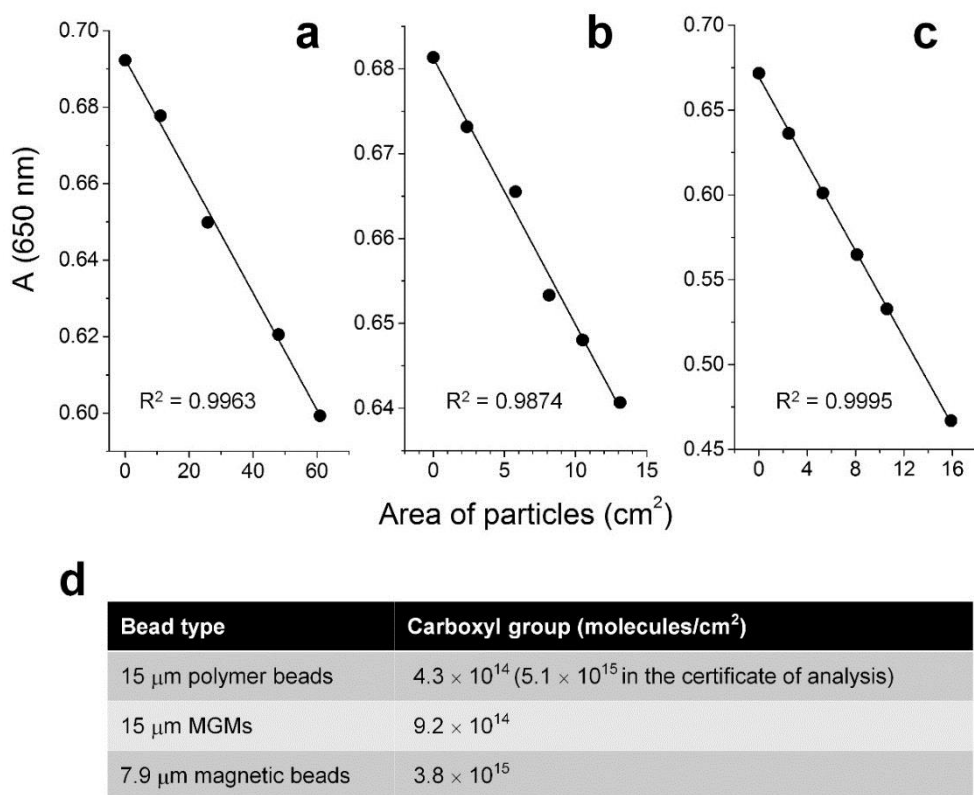 a
b
c
A (650 nm)
0.70
0.68
0.66
0.64
0.62
0.60
0 20 40 60
R² = 0.9963
0.68
0.67
0.66
0.65
0.64
0 5 10 15
R² = 0.9874
0.70
0.65
0.60
0.55
0.50
0.45
0 4 8 12 16
R² = 0.9995
Area of particles (cm²)
d
Bead type Carboxyl group (molecules/cm²)
15 μm polymer beads 4.3 × 10¹⁴ (5.1 × 10¹⁵ in the certificate of analysis)
15 μm MGMs 9.2 × 10¹⁴
7.9 μm magnetic beads 3.8 × 10¹⁵